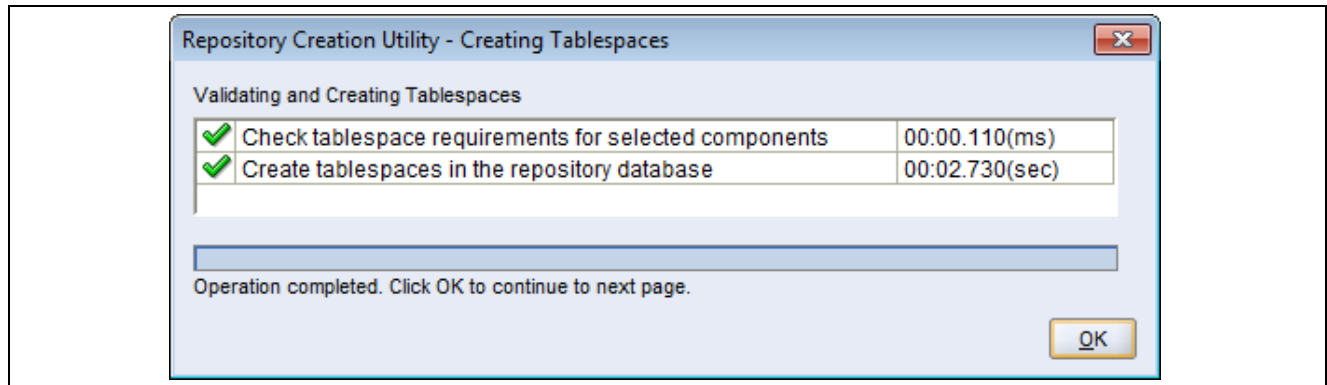 Repository Creation Utility - Creating Tablespaces
Validating and Creating Tablespaces
Check tablespace requirements for selected components 00:00.110(ms)
Create tablespaces in the repository database 00:02.730(sec)
Operation completed. Click OK to continue to next page.
OK